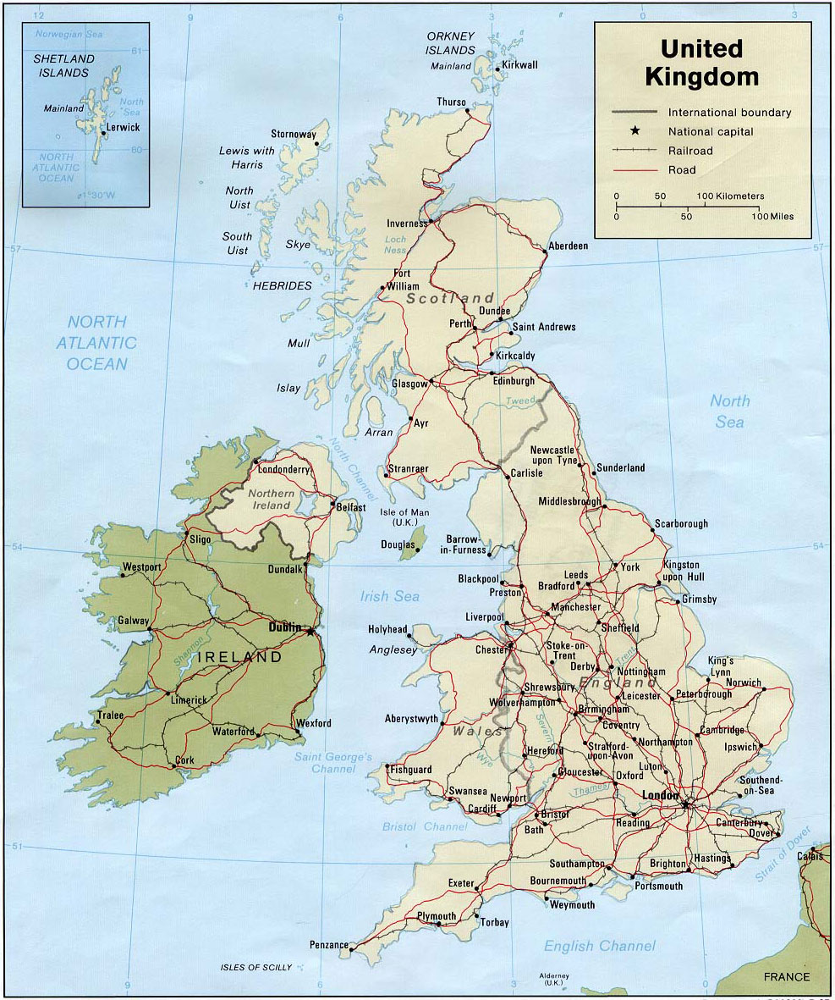 12
9
6
3
0
3
Norwegian Sea
61
SHETLAND
ISLANDS
Mainland
North
Sea
Lerwick
60
NORTH
ATLANTIC
OCEAN
1°30'W
United
Kingdom
International boundary
National capital
Railroad
Road
0 50 100 Kilometers
0 50 100 Miles
ORKNEY
ISLANDS
Mainland
Kirkwall
Thurso
Stornoway
Lewis with
Harris
North
Uist
South
Uist
Skye
HEBRIDES
Inverness
Loch
Ness
Aberdeen
57
57
Fort
William
Scotland
Dundee
Perth
Saint Andrews
Kirkcaldy
NORTH
ATLANTIC
OCEAN
Mull
Islay
Glasgow
Edinburgh
Tweed
North
Sea
Arran
Ayr
North Channel
Newcastle
upon Tyne
Sunderland
Londonderry
Stranraer
Carlisle
Northern
Ireland
Belfast
Isle of Man
(U.K.)
Middlesbrough
Sligo
Douglas
Barrow-
in-Furness
Scarborough
54
54
Westport
Dundalk
York
Kingston
upon Hull
Blackpool
Leeds
Bradford
Preston
Grimsby
Irish Sea
Galway
Dublin
Liverpool
Manchester
Sheffield
Holyhead
Anglesey
Chester
Stoke-on
Trent
Shannon
IRELAND
Derby
Trent
Nottingham
King's
Lynn
England
Norwich
Limerick
Shrewsbury
Wolverhampton
Leicester
Peterborough
Tralee
Wexford
Waterford
Aberystwyth
Wales
Severn
Birmingham
Coventry
Cambridge
Cork
Saint George's
Channel
Wye
Hereford
Stratford-
upon-Avon
Northampton
Ipswich
Fishguard
Gloucester
Oxford
Luton
Southend-
on-Sea
Swansea
Newport
Cardiff
Thames
London
Bristol Channel
Bristol
Bath
Reading
Canterbury
Dover
51
51
Strait of Dover
Calais
Southampton
Brighton
Hastings
Exeter
Bournemouth
Portsmouth
Weymouth
Plymouth
Torbay
Penzance
English Channel
ISLES OF SCILLY
Alderney
(U.K.)
FRANCE
9
6
3
0